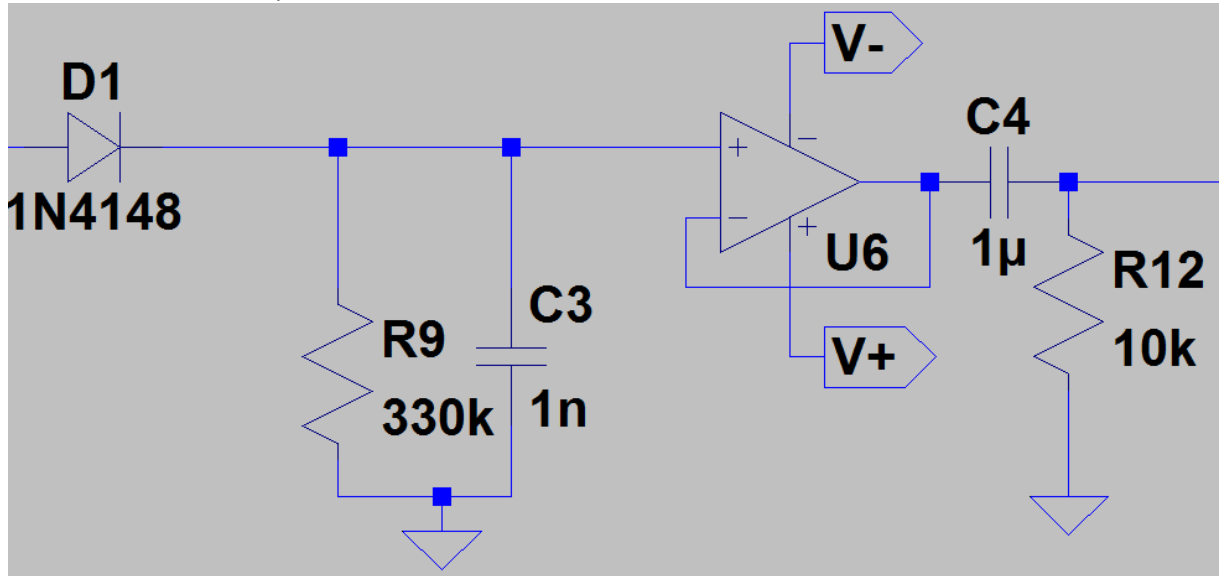 D1
1N4148
R9
330k
C3
1n
V-
+
−
−
+
U6
V+
C4
1µ
R12
10k